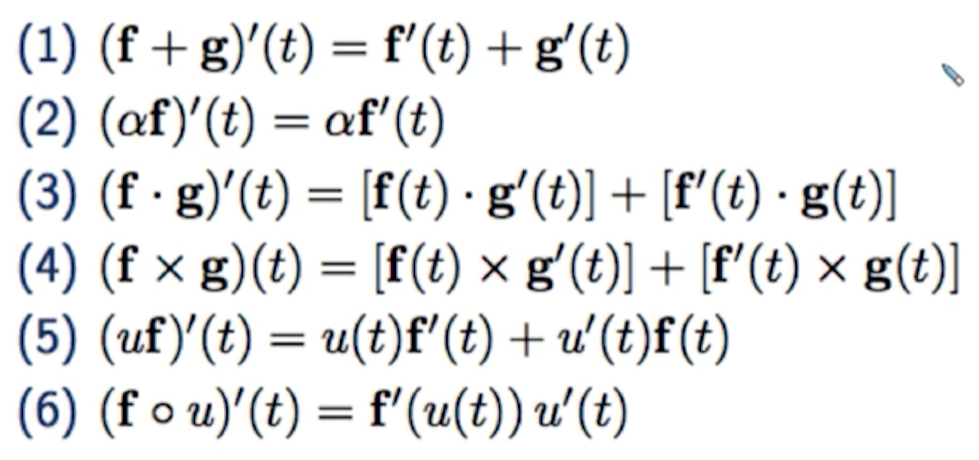 (1) (f + g)′(t) = f′(t) + g′(t)
(2) (αf)′(t) = αf′(t)
(3) (f · g)′(t) = [f(t) · g′(t)] + [f′(t) · g(t)]
(4) (f × g)(t) = [f(t) × g′(t)] + [f′(t) × g(t)]
(5) (uf)′(t) = u(t)f′(t) + u′(t)f(t)
(6) (f ∘ u)′(t) = f′(u(t)) u′(t)